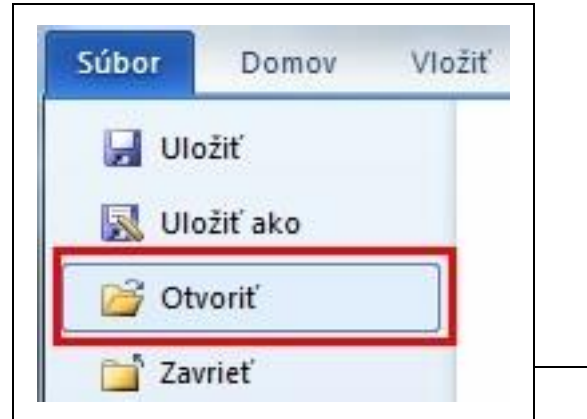 Súbor Domov Vložiť
Uložiť
Uložiť ako
Otvoriť
Zavrieť